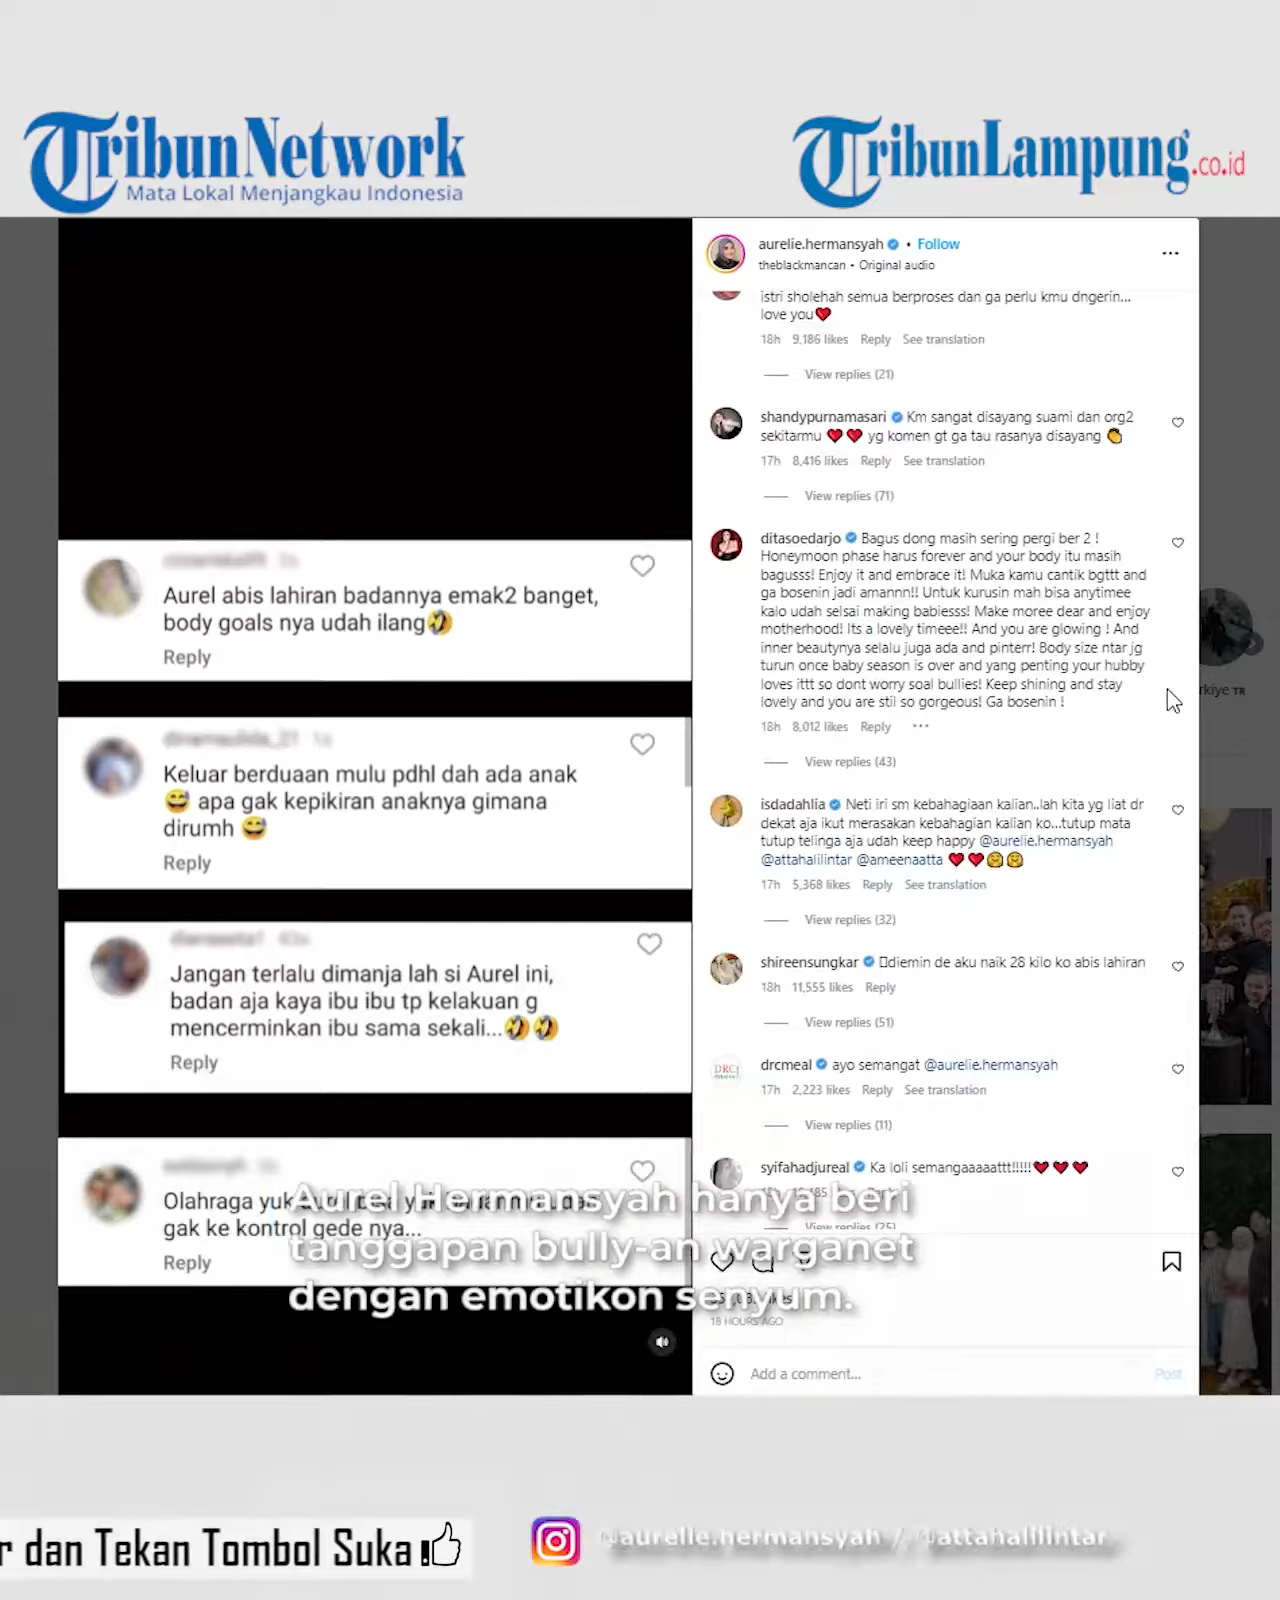 Tribun Network
Mata Lokal Menjangkau Indonesia
TribunLampung.co.id
aurelie.hermansyah • Follow
theblackmancan • Original audio
istri sholehah semua berproses dan ga perlu kmu dngerin...
love you❤️
18h 9,186 likes Reply See translation
View replies (21)
shandypurnamasari Km sangat disayang suami dan org2
sekitarmu ❤️❤️ yg komen gt ga tau rasanya disayang 👏
17h 8,416 likes Reply See translation
View replies (71)
ditasoedarjo Bagus dong masih sering pergi ber 2 !
Honeymoon phase harus forever and your body itu masih
bagusss! Enjoy it and embrace it! Muka kamu cantik bgttt and
ga bosenin jadi amannn!! Untuk kurusin mah bisa anytimee
kalo udah selsai making babiesss! Make moree dear and enjoy
motherhood! Its a lovely timeee!! And you are glowing ! And
inner beautynya selalu juga ada and pinterr! Body size ntar jg
turun once baby season is over and yang penting your hubby
loves ittt so dont worry soal bullies! Keep shining and stay
lovely and you are stil so gorgeous! Ga bosenin !
18h 8,012 likes Reply ...
View replies (43)
isdadahlia Neti iri sm kebahagiaan kalian..lah kita yg liat dr
dekat aja ikut merasakan kebahagian kalian ko...tutup mata
tutup telinga aja udah keep happy @aurelie.hermansyah
@attahalilintar @ameenaatta ❤️❤️🤗🤗
17h 5,368 likes Reply See translation
View replies (32)
shireensungkar diemin de aku naik 28 kilo ko abis lahiran
18h 11,555 likes Reply
View replies (51)
drcmeal ayo semangat @aurelie.hermansyah
17h 2,223 likes Reply See translation
View replies (11)
syifahadjureal Ka loli semangaaaaattt!!!!!❤️❤️❤️
View replies (25)
18 HOURS AGO
Add a comment...
Post
Aurel abis lahiran badannya emak2 banget,
body goals nya udah ilang🤣
Reply
Keluar berduaan mulu pdhl dah ada anak
😅 apa gak kepikiran anaknya gimana
dirumh 😅
Reply
Jangan terlalu dimanja lah si Aurel ini,
badan aja kaya ibu ibu tp kelakuan g
mencerminkan ibu sama sekali...🤣🤣
Reply
Olahraga yuk
gak ke kontrol gede nya...
Reply
Aurel Hermansyah hanya beri
tanggapan bully-an warganet
dengan emotikon senyum.
rkiye TR
r dan Tekan Tombol Suka
@aurelie.hermansyah / @attahalilintar